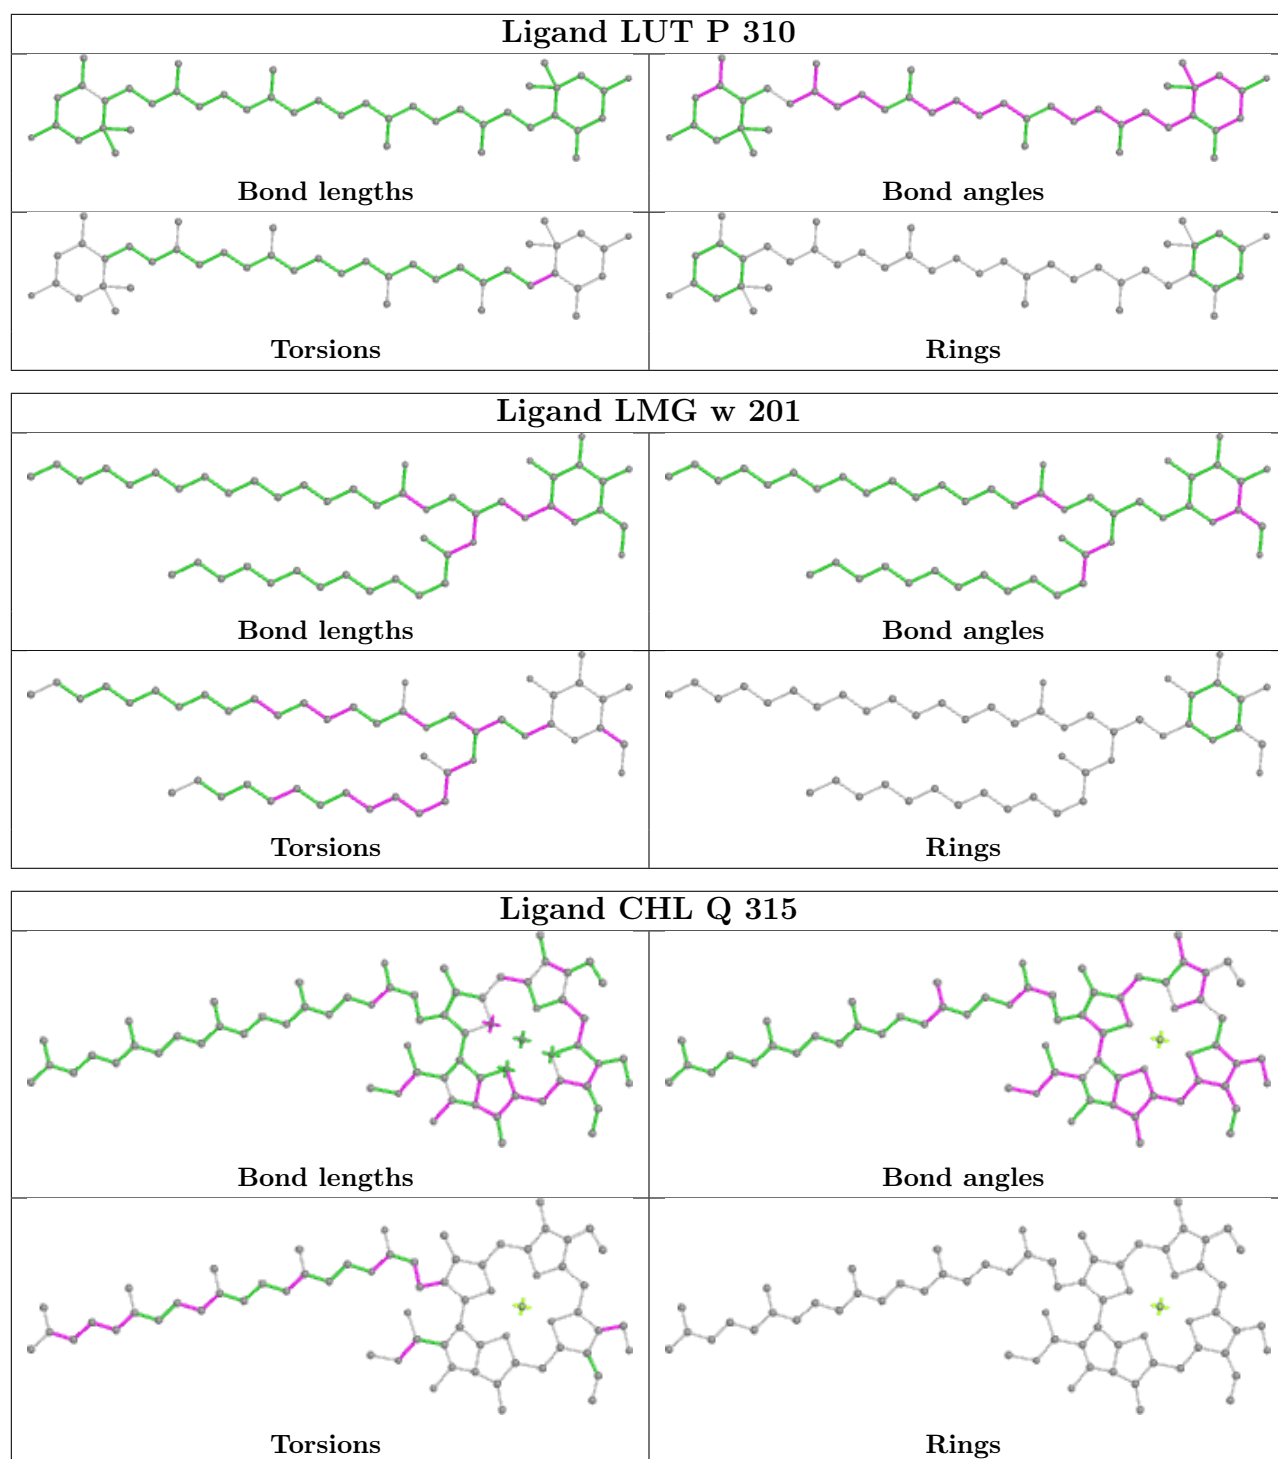 Ligand LUT P 310
Bond lengths
Bond angles
Torsions
Rings
Ligand LMG w 201
Bond lengths
Bond angles
Torsions
Rings
Ligand CHL Q 315
Bond lengths
Bond angles
Torsions
Rings